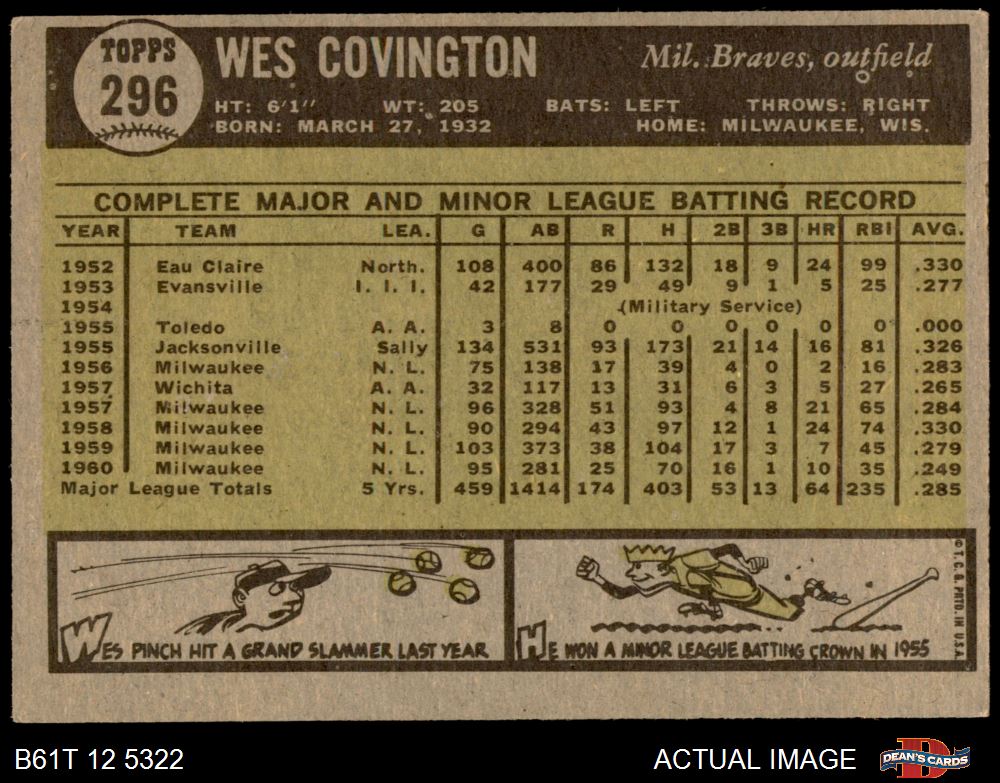 TOPPS
296
WES COVINGTON
Mil. Braves, outfield
HT: 6'1" WT: 205 BATS: LEFT THROWS: RIGHT
BORN: MARCH 27, 1932 HOME: MILWAUKEE, WIS.
COMPLETE MAJOR AND MINOR LEAGUE BATTING RECORD
YEAR TEAM LEA. G AB R H 2B 3B HR RBI AVG.
1952 Eau Claire North. 108 400 86 132 18 9 24 99 .330
1953 Evansville I. I. I. 42 177 29 49 9 1 5 25 .277
1954 (Military Service)
1955 Toledo A. A. 3 8 0 0 0 0 0 0 .000
1955 Jacksonville Sally 134 531 93 173 21 14 16 81 .326
1956 Milwaukee N. L. 75 138 17 39 4 0 2 16 .283
1957 Wichita A. A. 32 117 13 31 6 3 5 27 .265
1957 Milwaukee N. L. 96 328 51 93 4 8 21 65 .284
1958 Milwaukee N. L. 90 294 43 97 12 1 24 74 .330
1959 Milwaukee N. L. 103 373 38 104 17 3 7 45 .279
1960 Milwaukee N. L. 95 281 25 70 16 1 10 35 .249
Major League Totals 5 Yrs. 459 1414 174 403 53 13 64 235 .285
WES PINCH HIT A GRAND SLAMMER LAST YEAR
HE WON A MINOR LEAGUE BATTING CROWN IN 1955
© T. C. G. PRTD. IN U.S.A.
B61T 12 5322
ACTUAL IMAGE
DEAN'S CARDS